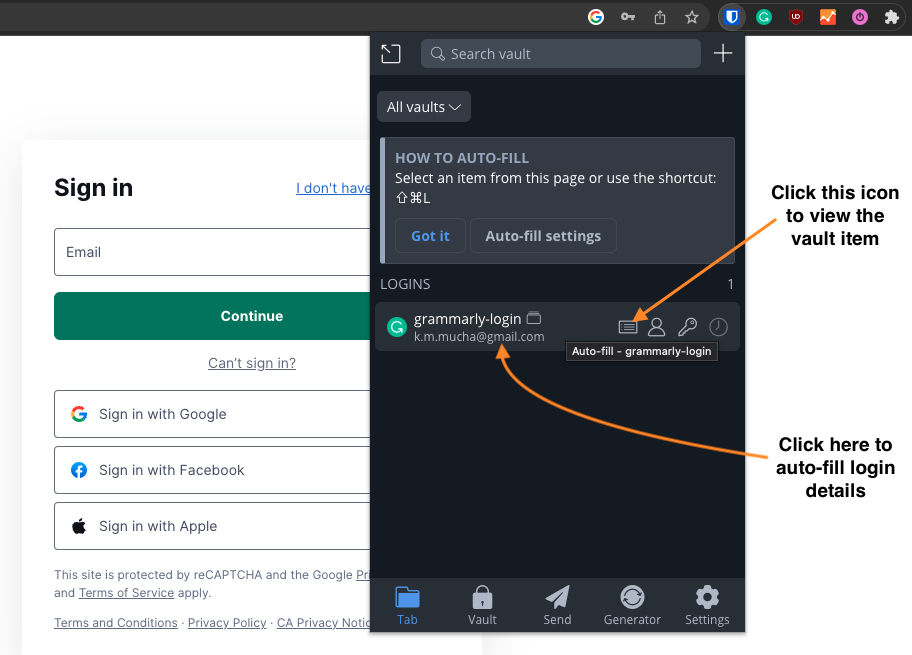 UD
Search vault
All vaults
HOW TO AUTO-FILL
Select an item from this page or use the shortcut:
⇧⌘L
Got it
Auto-fill settings
LOGINS
1
grammarly-login
k.m.mucha@gmail.com
Auto-fill - grammarly-login
Tab
Vault
Send
Generator
Settings
Sign in
I don't have
Email
Continue
Can't sign in?
Sign in with Google
Sign in with Facebook
Sign in with Apple
This site is protected by reCAPTCHA and the Google
and Terms of Service apply.
Terms and Conditions · Privacy Policy · CA Privacy
Click this icon
to view the
vault item
Click here to
auto-fill login
details